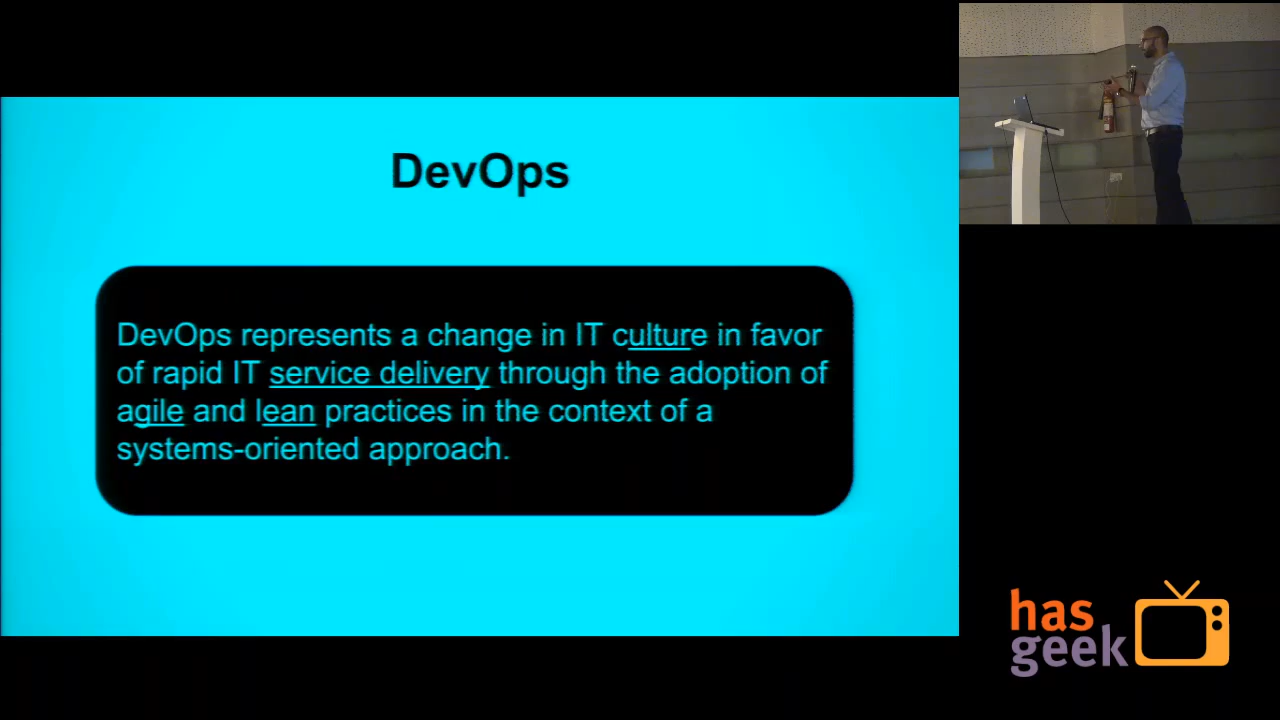 DevOps
DevOps represents a change in IT culture in favor
of rapid IT service delivery through the adoption of
agile and lean practices in the context of a
systems-oriented approach.
has
geek